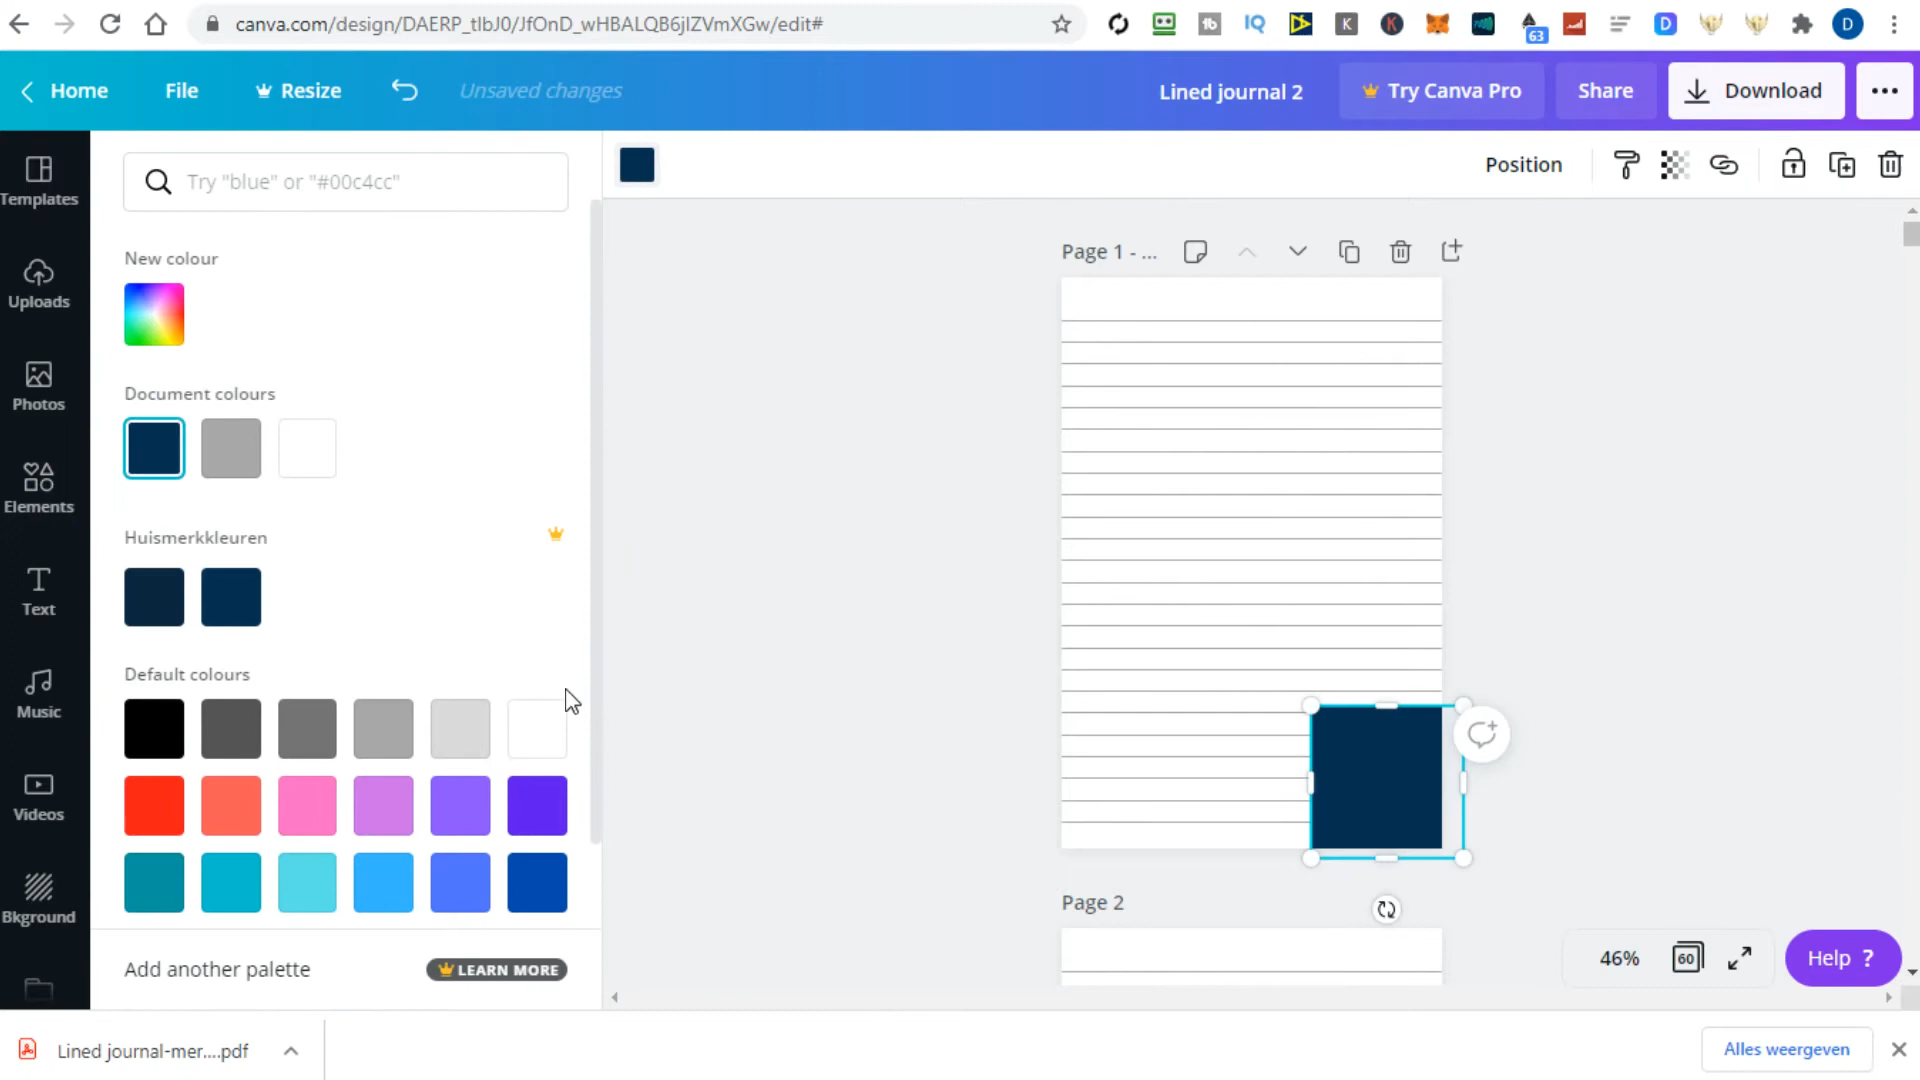 canva.com/design/DAERP_tlbJ0/JfOnD_wHBALQB6jIZVmXGw/edit#
63
D
Home
File
Resize
Unsaved changes
Lined journal 2
Try Canva Pro
Share
Download
Templates
Uploads
Photos
Elements
Text
Music
Videos
Bkground
Try "blue" or "#00c4cc"
New colour
Document colours
Huismerkkleuren
Default colours
Add another palette
LEARN MORE
Position
Page 1 - ...
Page 2
46%
60
Help ?
Lined journal-mer....pdf
Alles weergeven